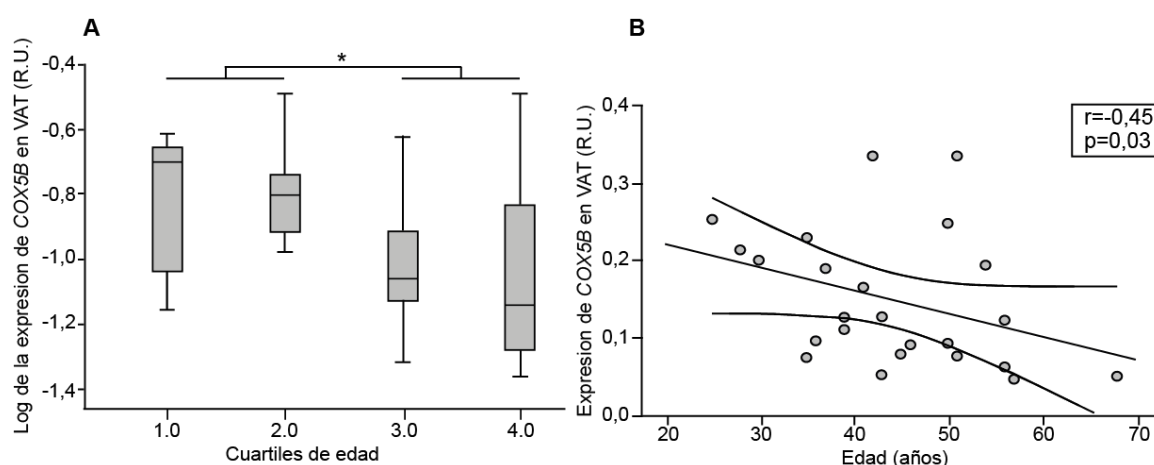 A
Log de la expresion de COX5B en VAT (R.U.)
-0,4
-0,6
-0,8
-1,0
-1,2
-1,4
*
1.0 2.0 3.0 4.0
Cuartiles de edad
B
Expresion de COX5B en VAT (R.U.)
0,4
0,3
0,2
0,1
0,0
r=-0,45
p=0,03
20 30 40 50 60 70
Edad (años)